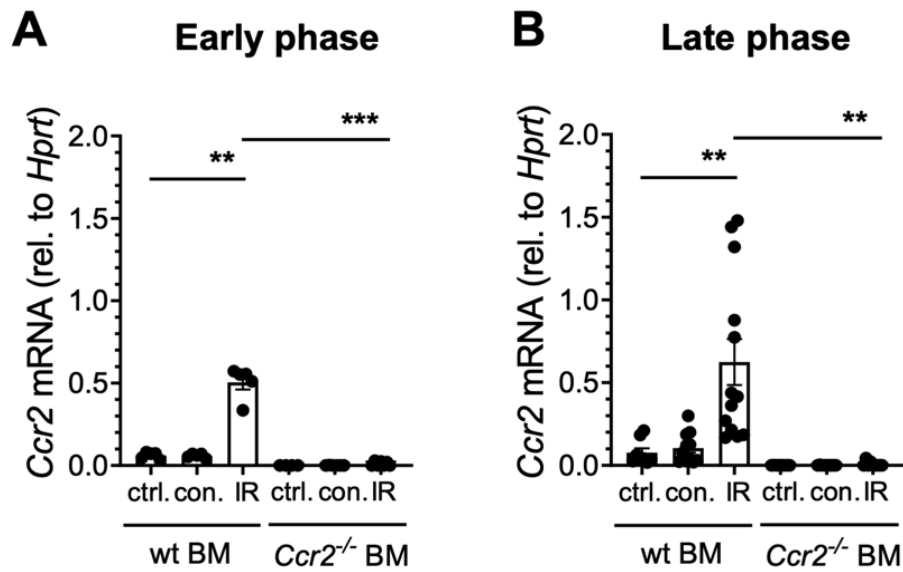 A Early phase
Ccr2 mRNA (rel. to Hprt)
2.0
1.5
1.0
0.5
0.0
**
***
ctrl. con. IR ctrl. con. IR
wt BM Ccr2-/- BM
B Late phase
Ccr2 mRNA (rel. to Hprt)
2.0
1.5
1.0
0.5
0.0
**
**
ctrl. con. IR ctrl. con. IR
wt BM Ccr2-/- BM